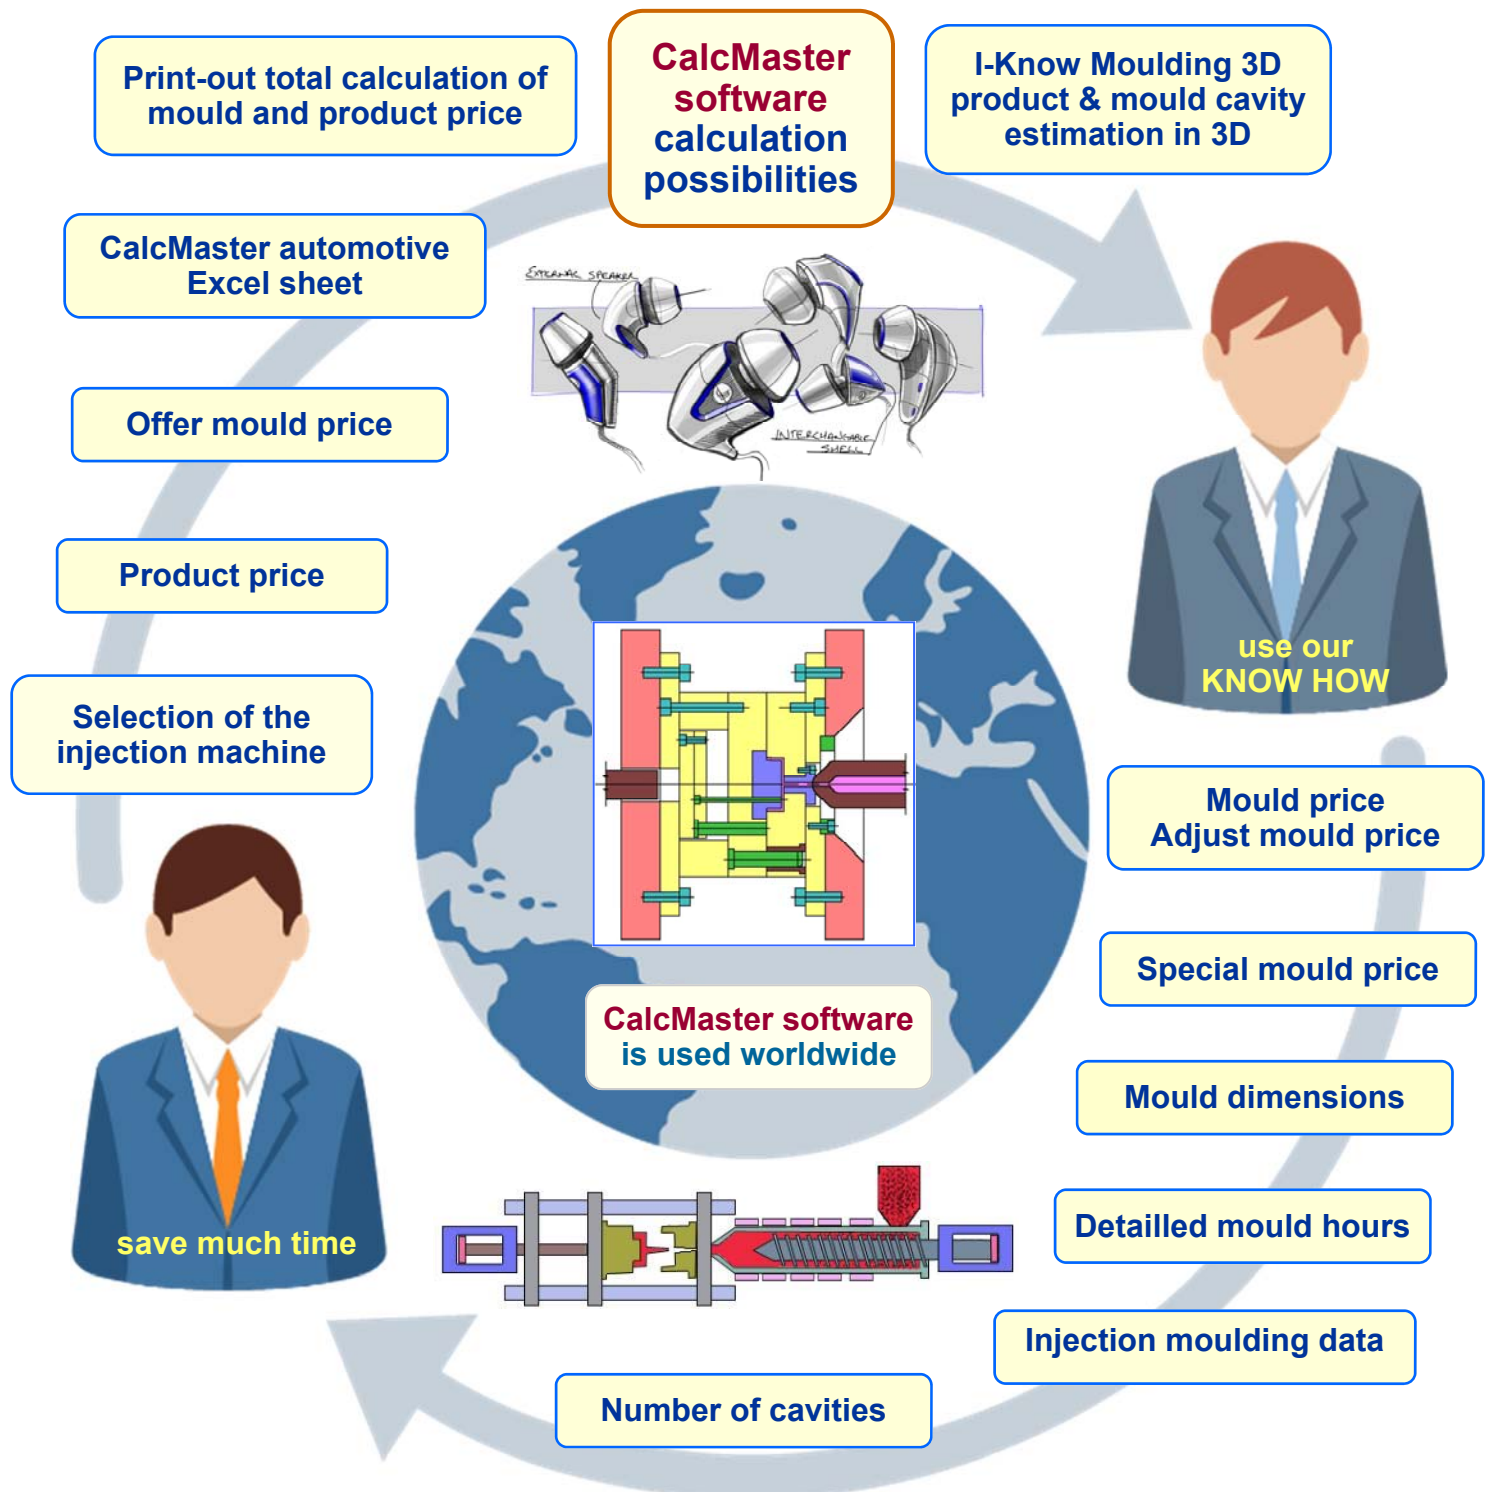 CalcMaster
software
calculation
possibilities
I-Know Moulding 3D
product & mould cavity
estimation in 3D
Print-out total calculation of
mould and product price
CalcMaster automotive
Excel sheet
EXTERNAL SPEAKER
INTERCHANGABLE
SHELL
Offer mould price
Product price
Selection of the
injection machine
use our
KNOW HOW
Mould price
Adjust mould price
Special mould price
CalcMaster software
is used worldwide
Mould dimensions
Detailled mould hours
save much time
Injection moulding data
Number of cavities